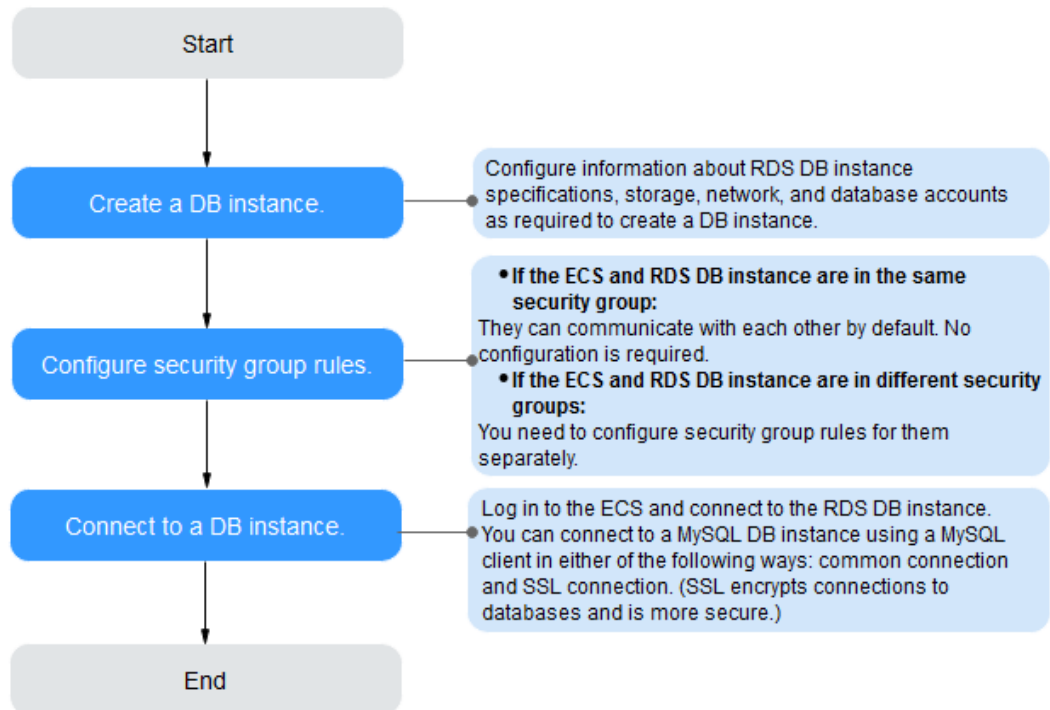 Start
Create a DB instance.
Configure information about RDS DB instance
specifications, storage, network, and database accounts
as required to create a DB instance.
Configure security group rules.
•If the ECS and RDS DB instance are in the same
security group:
They can communicate with each other by default. No
configuration is required.
•If the ECS and RDS DB instance are in different security
groups:
You need to configure security group rules for them
separately.
Connect to a DB instance.
Log in to the ECS and connect to the RDS DB instance.
You can connect to a MySQL DB instance using a MySQL
client in either of the following ways: common connection
and SSL connection. (SSL encrypts connections to
databases and is more secure.)
End